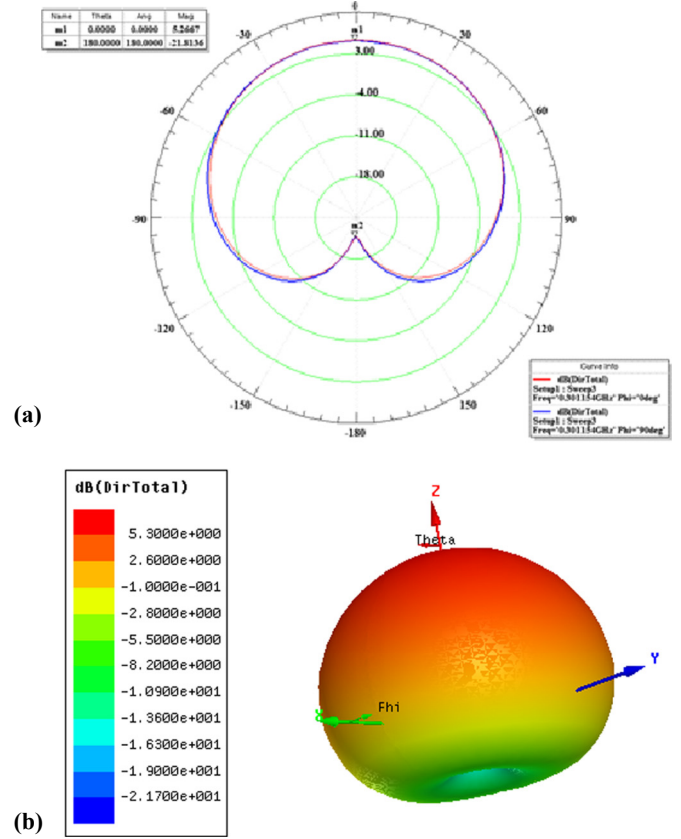 Name Theta Ang Mag
m1 0.0000 0.0000 5.2667
m2 180.0000 180.0000 -21.8136
0
-30 30
m1
3.00
-60 60
-4.00
-11.00
-18.00
-90 90
m2
-120 120
-150 150
-180
Curve Info
dB(DirTotal)
Setup1 : Sweep3
Freq='0.301154GHz' Phi='0deg'
dB(DirTotal)
Setup1 : Sweep3
Freq='0.301154GHz' Phi='90deg'
(a)
dB(DirTotal)
5.3000e+000
2.6000e+000
-1.0000e-001
-2.8000e+000
-5.5000e+000
-8.2000e+000
-1.0900e+001
-1.3600e+001
-1.6300e+001
-1.9000e+001
-2.1700e+001
Z
Theta
Y
X
Phi
(b)